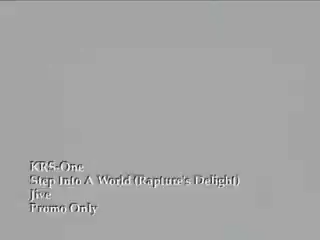 KRS-One
Step Into A World (Rapture's Delight)
Jive
Promo Only